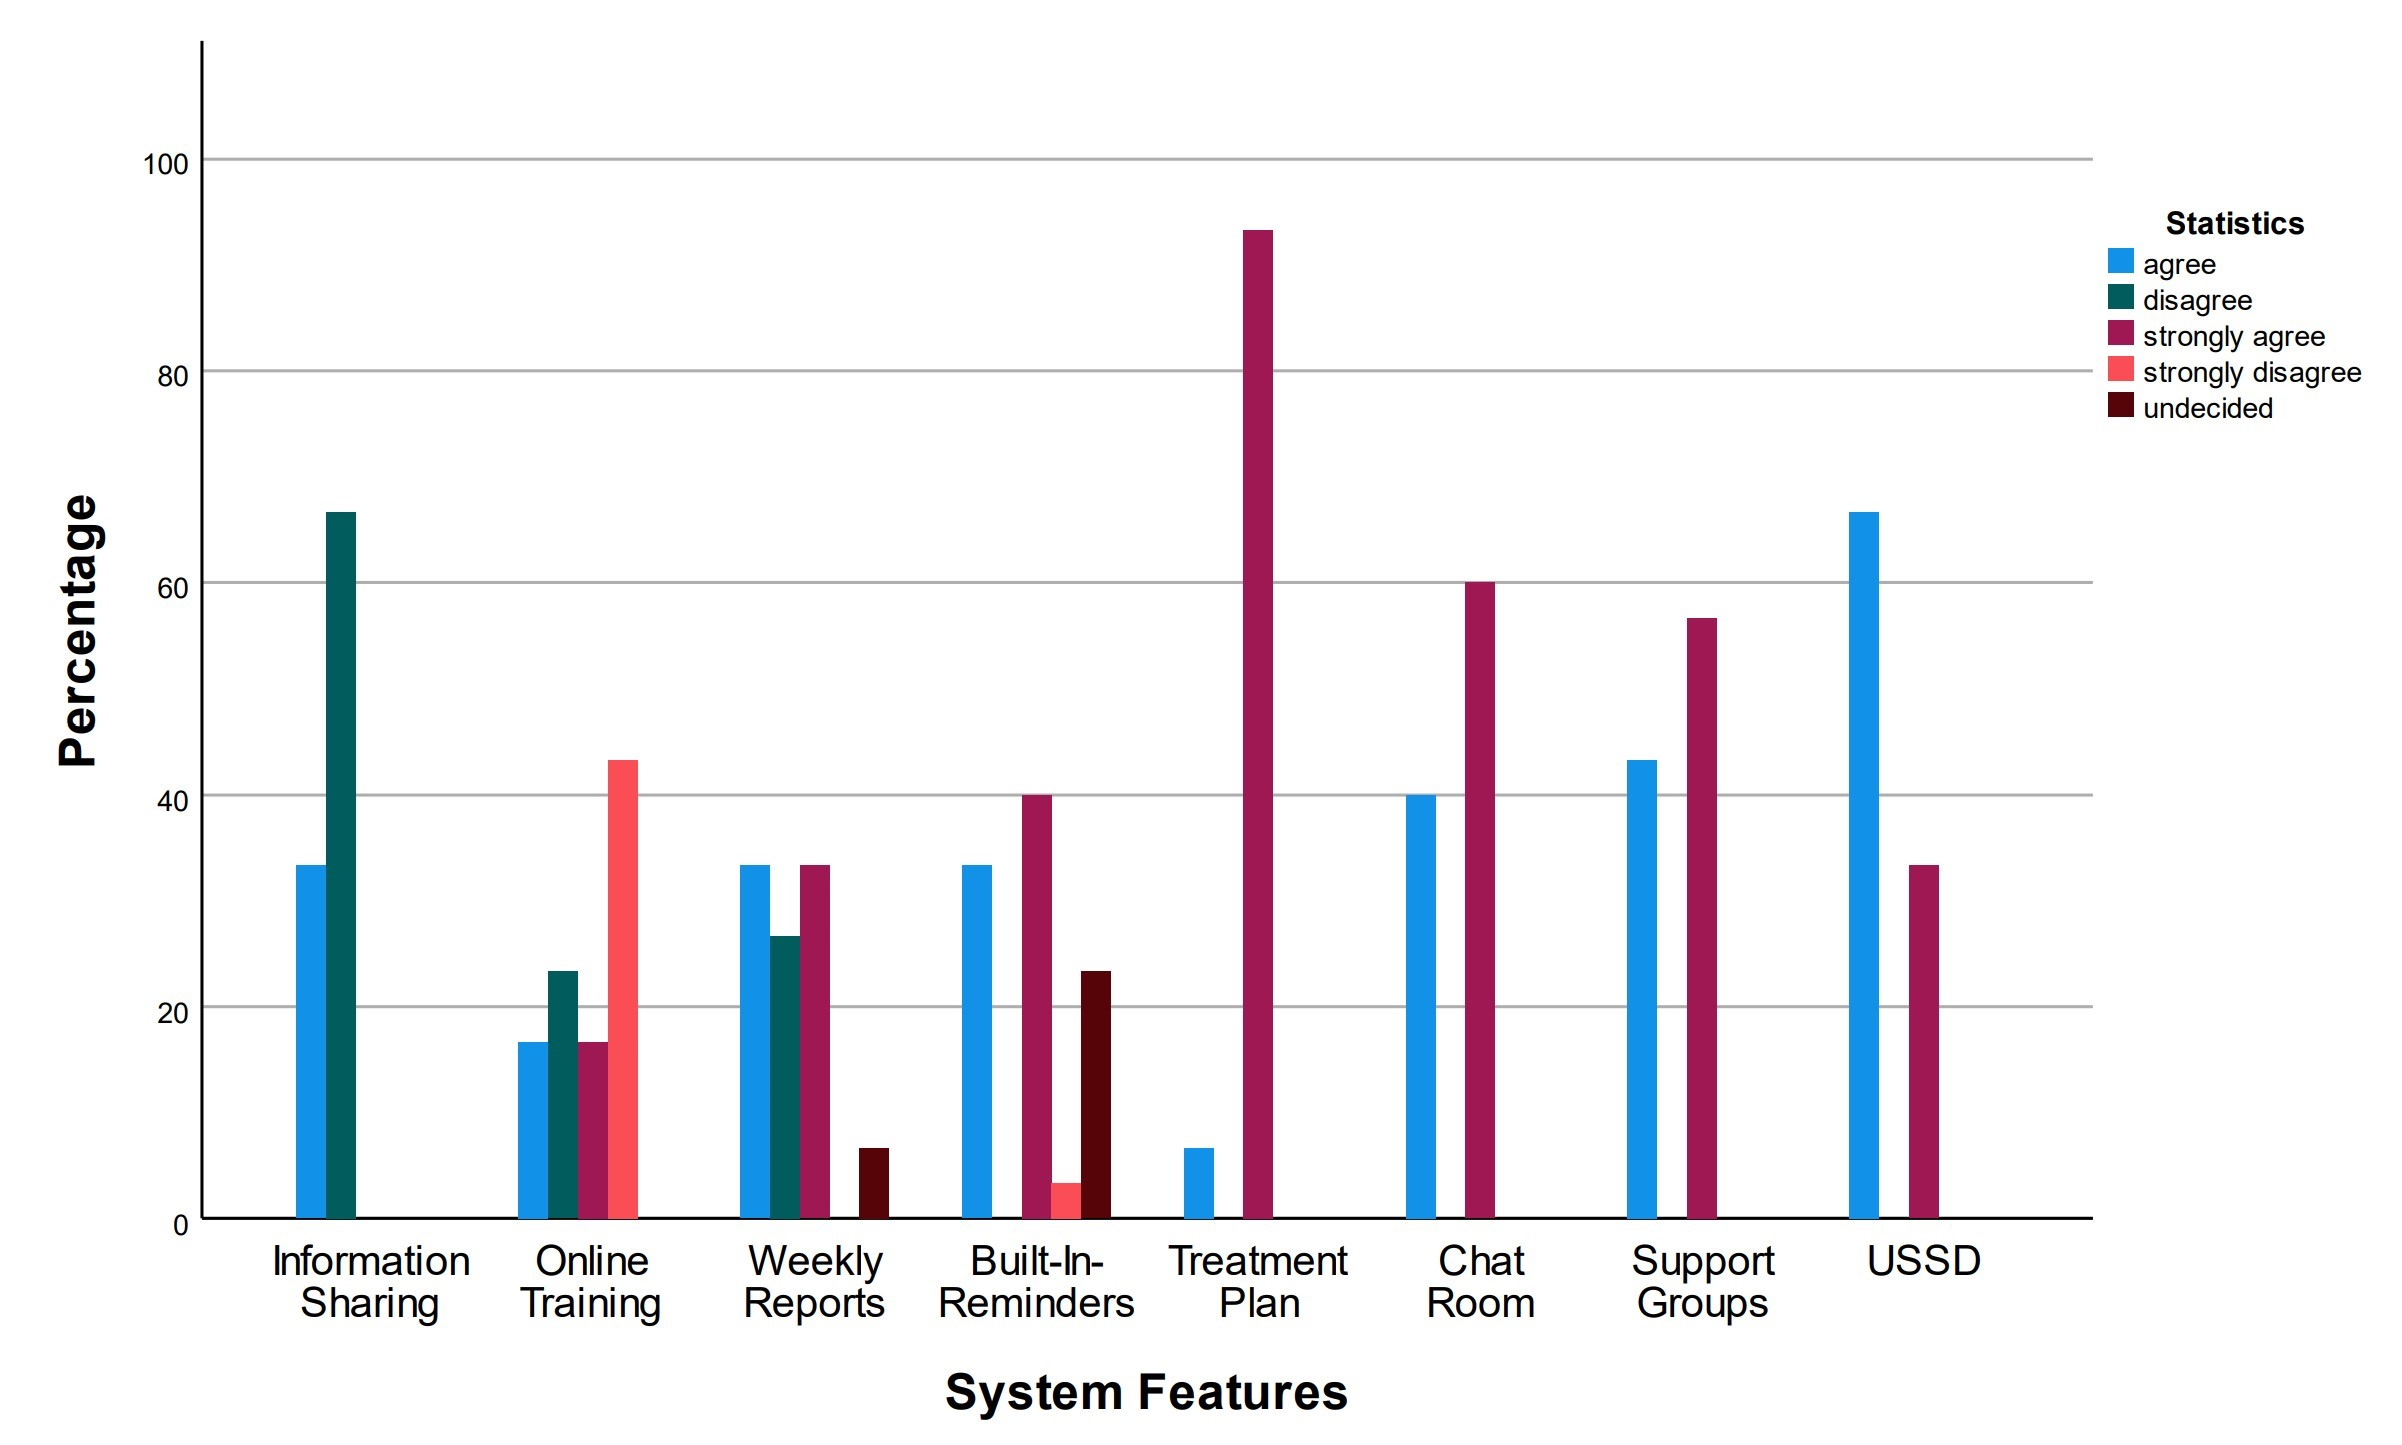 100
80
60
40
20
0
Percentage
Information
Sharing
Online
Training
Weekly
Reports
Built-In-
Reminders
Treatment
Plan
Chat
Room
Support
Groups
USSD
System Features
Statistics
agree
disagree
strongly agree
strongly disagree
undecided